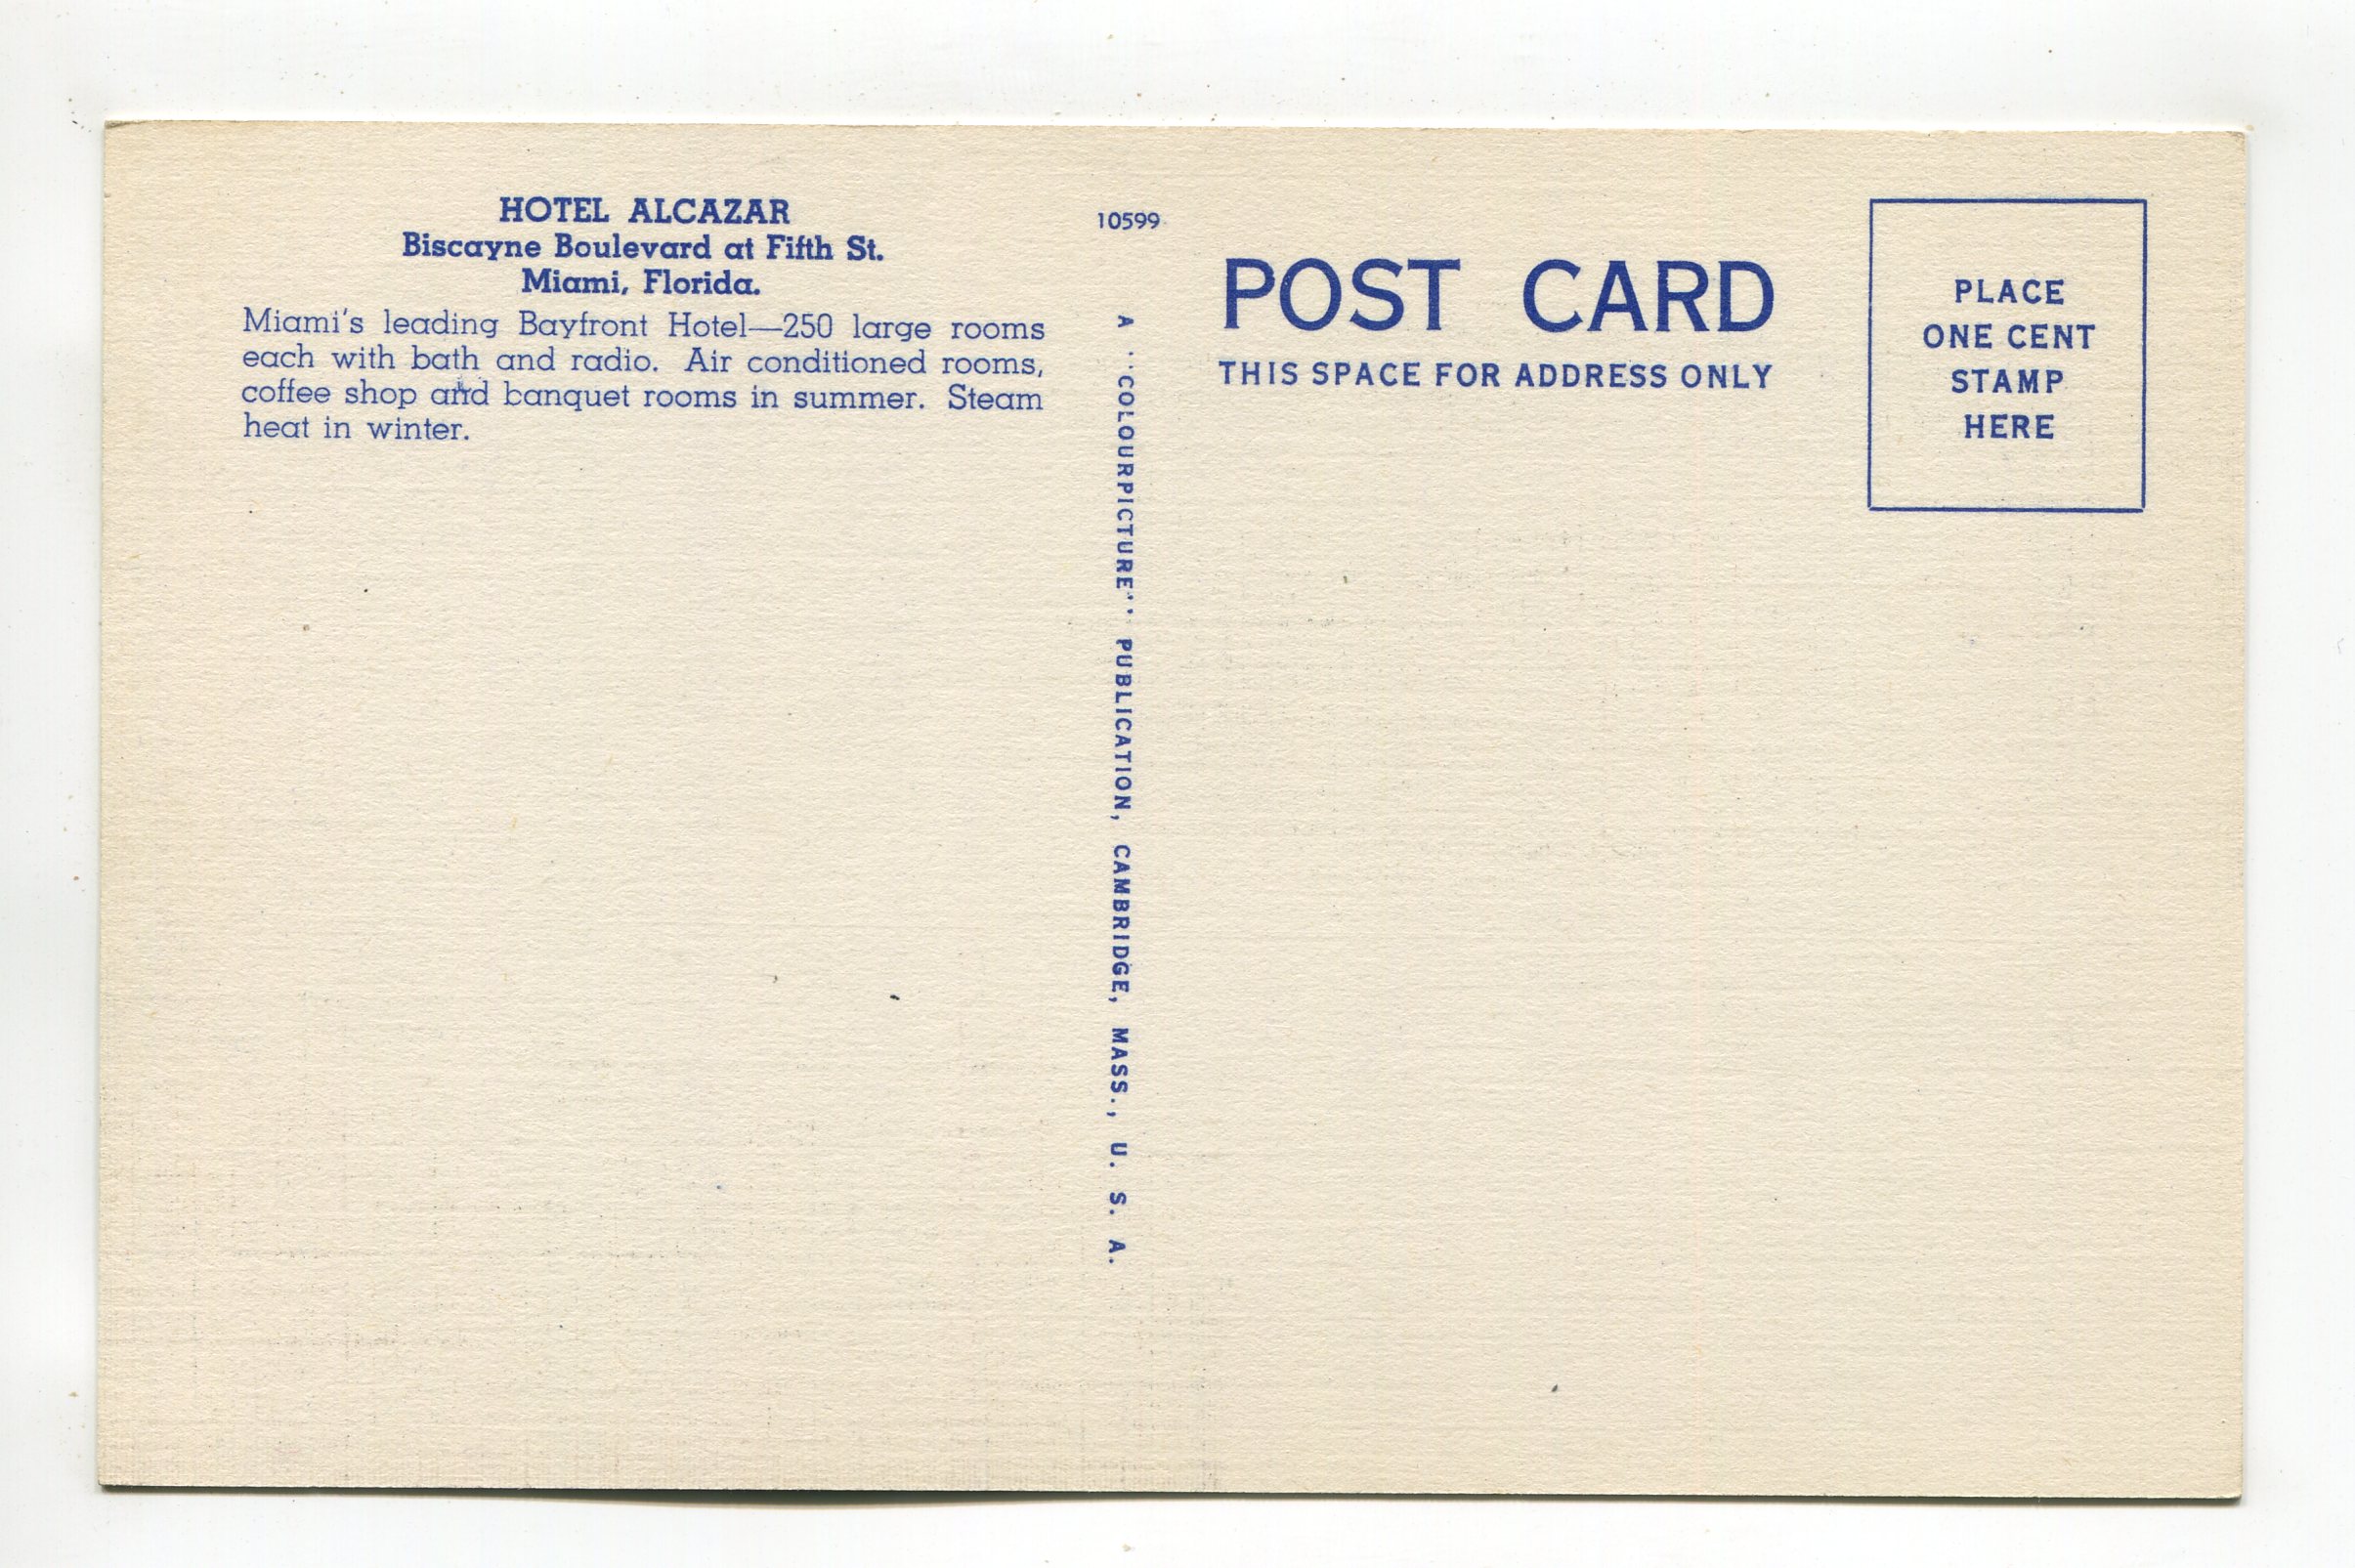 HOTEL ALCAZAR
Biscayne Boulevard at Fifth St.
Miami, Florida.
Miami's leading Bayfront Hotel—250 large rooms
each with bath and radio. Air conditioned rooms,
coffee shop and banquet rooms in summer. Steam
heat in winter.
10599
A "COLOURPICTURE" PUBLICATION, CAMBRIDGE, MASS., U. S. A.
POST CARD
THIS SPACE FOR ADDRESS ONLY
PLACE
ONE CENT
STAMP
HERE